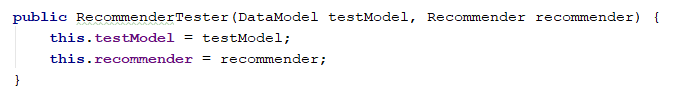 public RecommenderTester(DataModel testModel, Recommender recommender) {
    this.testModel = testModel;
    this.recommender = recommender;
}